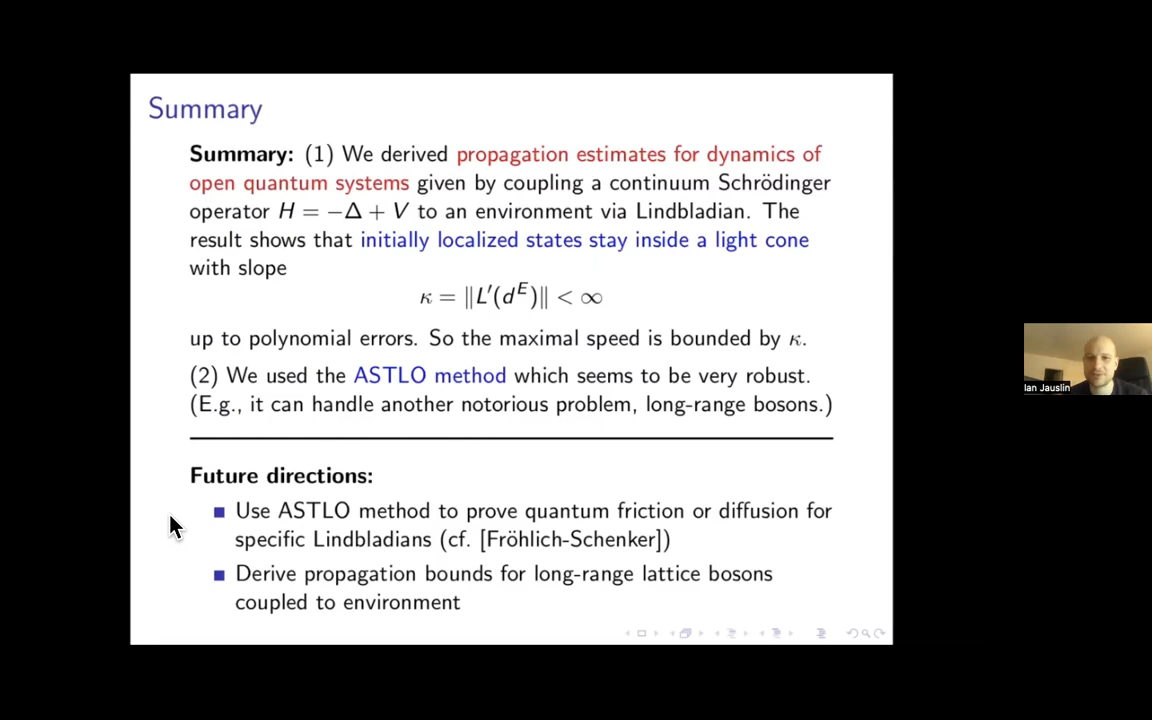 Summary
Summary: (1) We derived propagation estimates for dynamics of
open quantum systems given by coupling a continuum Schrödinger
operator H = −Δ + V to an environment via Lindbladian. The
result shows that initially localized states stay inside a light cone
with slope
κ = ‖L′(d^E)‖ < ∞
up to polynomial errors. So the maximal speed is bounded by κ.
(2) We used the ASTLO method which seems to be very robust.
(E.g., it can handle another notorious problem, long-range bosons.)
Future directions:
Use ASTLO method to prove quantum friction or diffusion for
specific Lindbladians (cf. [Fröhlich-Schenker])
Derive propagation bounds for long-range lattice bosons
coupled to environment
Ian Jauslin